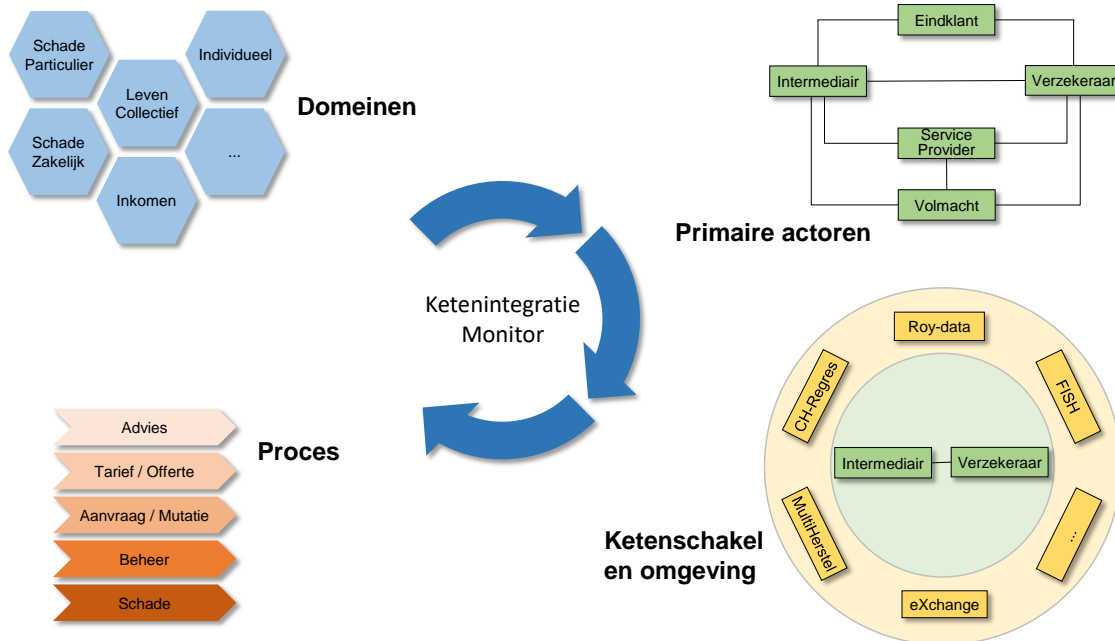 Schade
Particulier
Individueel
Leven
Collectief
Schade
Zakelijk
...
Inkomen
Domeinen
Eindklant
Intermediair
Verzekeraar
Service
Provider
Volmacht
Primaire actoren
Ketenintegratie
Monitor
Advies
Tarief / Offerte
Aanvraag / Mutatie
Beheer
Schade
Proces
Roy-data
CH-Regres
FISH
Intermediair
Verzekeraar
MultiHerstel
...
eXchange
Ketenschakel
en omgeving